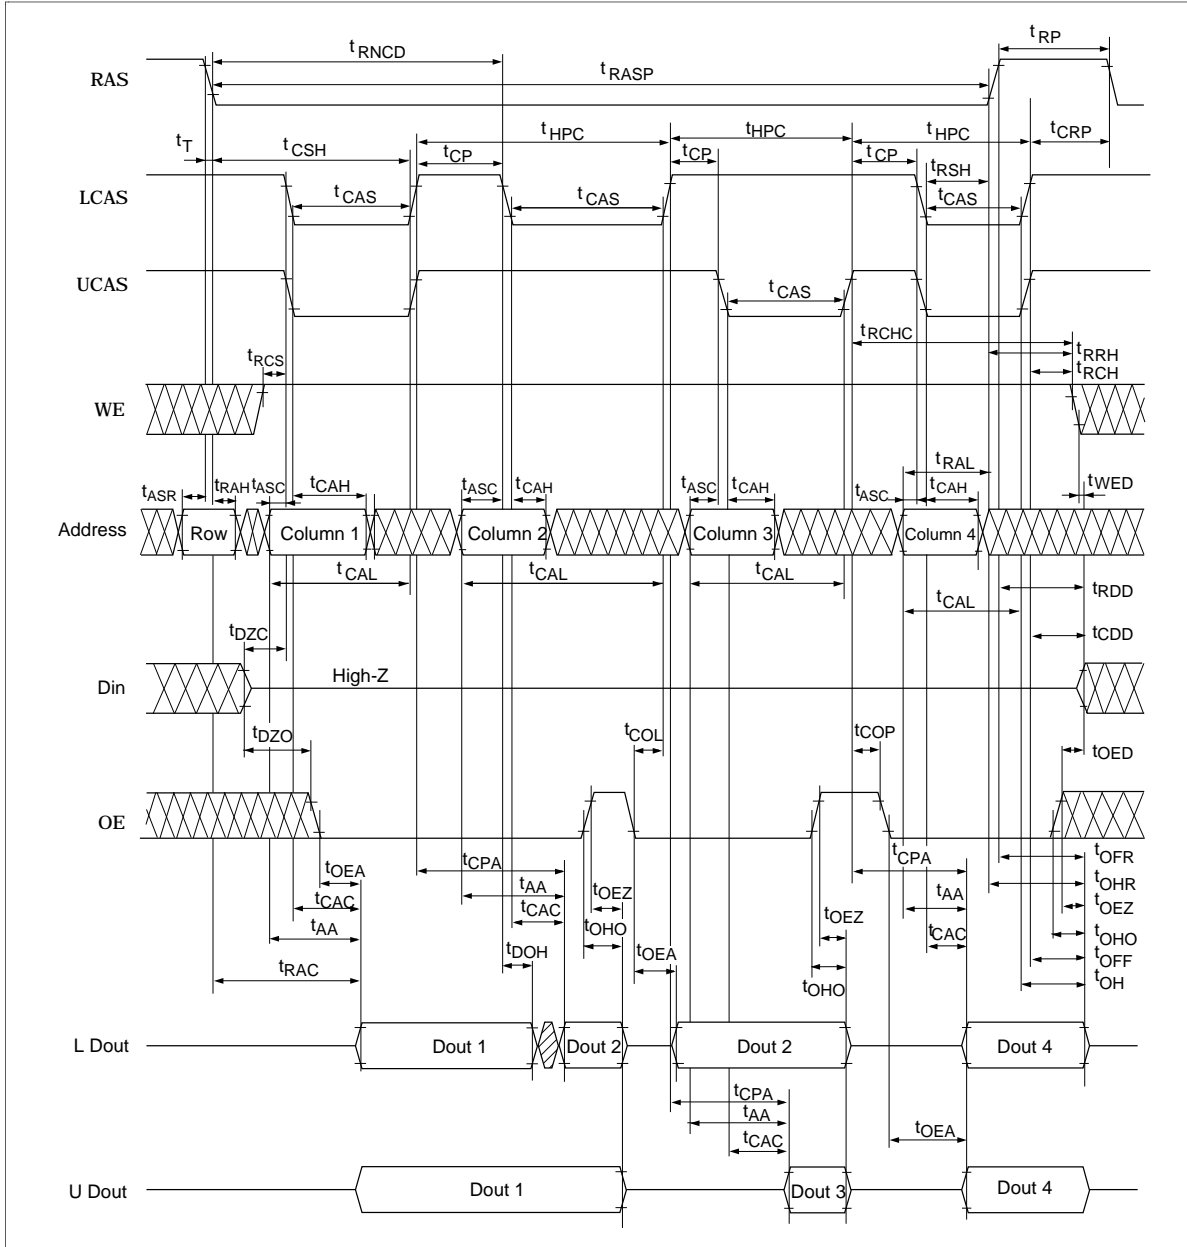 tRNCD
tRP
RAS
tRASP
tT
tCSH
tHPC
tHPC
tHPC
tCRP
tCP
tCP
tCP
tRSH
LCAS
tCAS
tCAS
tCAS
UCAS
tCAS
tRCHC
tRRH
tRCS
tRCH
WE
tRAL
tASR
tRAH
tASC
tCAH
tASC
tCAH
tASC
tCAH
tASC
tCAH
tWED
Address
Row
Column 1
Column 2
Column 3
Column 4
tCAL
tCAL
tCAL
tCAL
tRDD
tDZC
tCDD
Din
High-Z
tDZO
tCOL
tCOP
tOED
OE
tOEA
tCPA
tCPA
tOFR
tCAC
tAA
tOEZ
tAA
tOHR
tAA
tCAC
tOHO
tOEZ
tCAC
tOEZ
tRAC
tDOH
tOEA
tOHO
tOHO
tOFF
tOH
L Dout
Dout 1
Dout 2
Dout 2
Dout 4
tCPA
tAA
tCAC
tOEA
U Dout
Dout 1
Dout 3
Dout 4